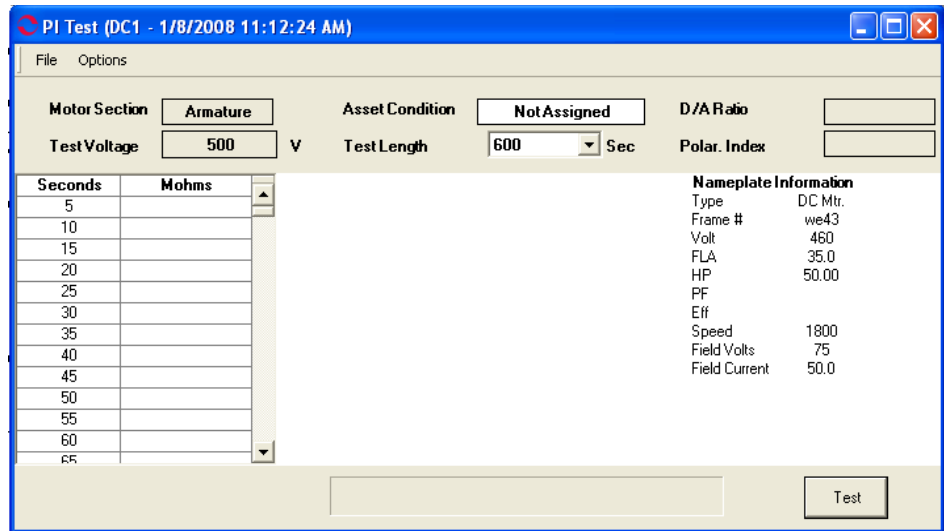 PI Test (DC1 - 1/8/2008 11:12:24 AM)
File Options
Motor Section Armature Asset Condition Not Assigned D/A Ratio
Test Voltage 500 V Test Length 600 Sec Polar. Index
Seconds Mohms
5
10
15
20
25
30
35
40
45
50
55
60
65
Nameplate Information
Type DC Mtr.
Frame # we43
Volt 460
FLA 35.0
HP 50.00
PF
Eff
Speed 1800
Field Volts 75
Field Current 50.0
Test